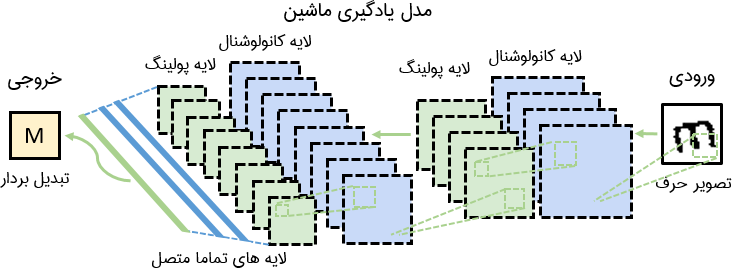 مدل یادگیری ماشین
ورودی
تصویر حرف
لایه کانولوشنال
لایه پولینگ
لایه کانولوشنال
لایه پولینگ
لایه های تماما متصل
خروجی
M
تبدیل بردار
m